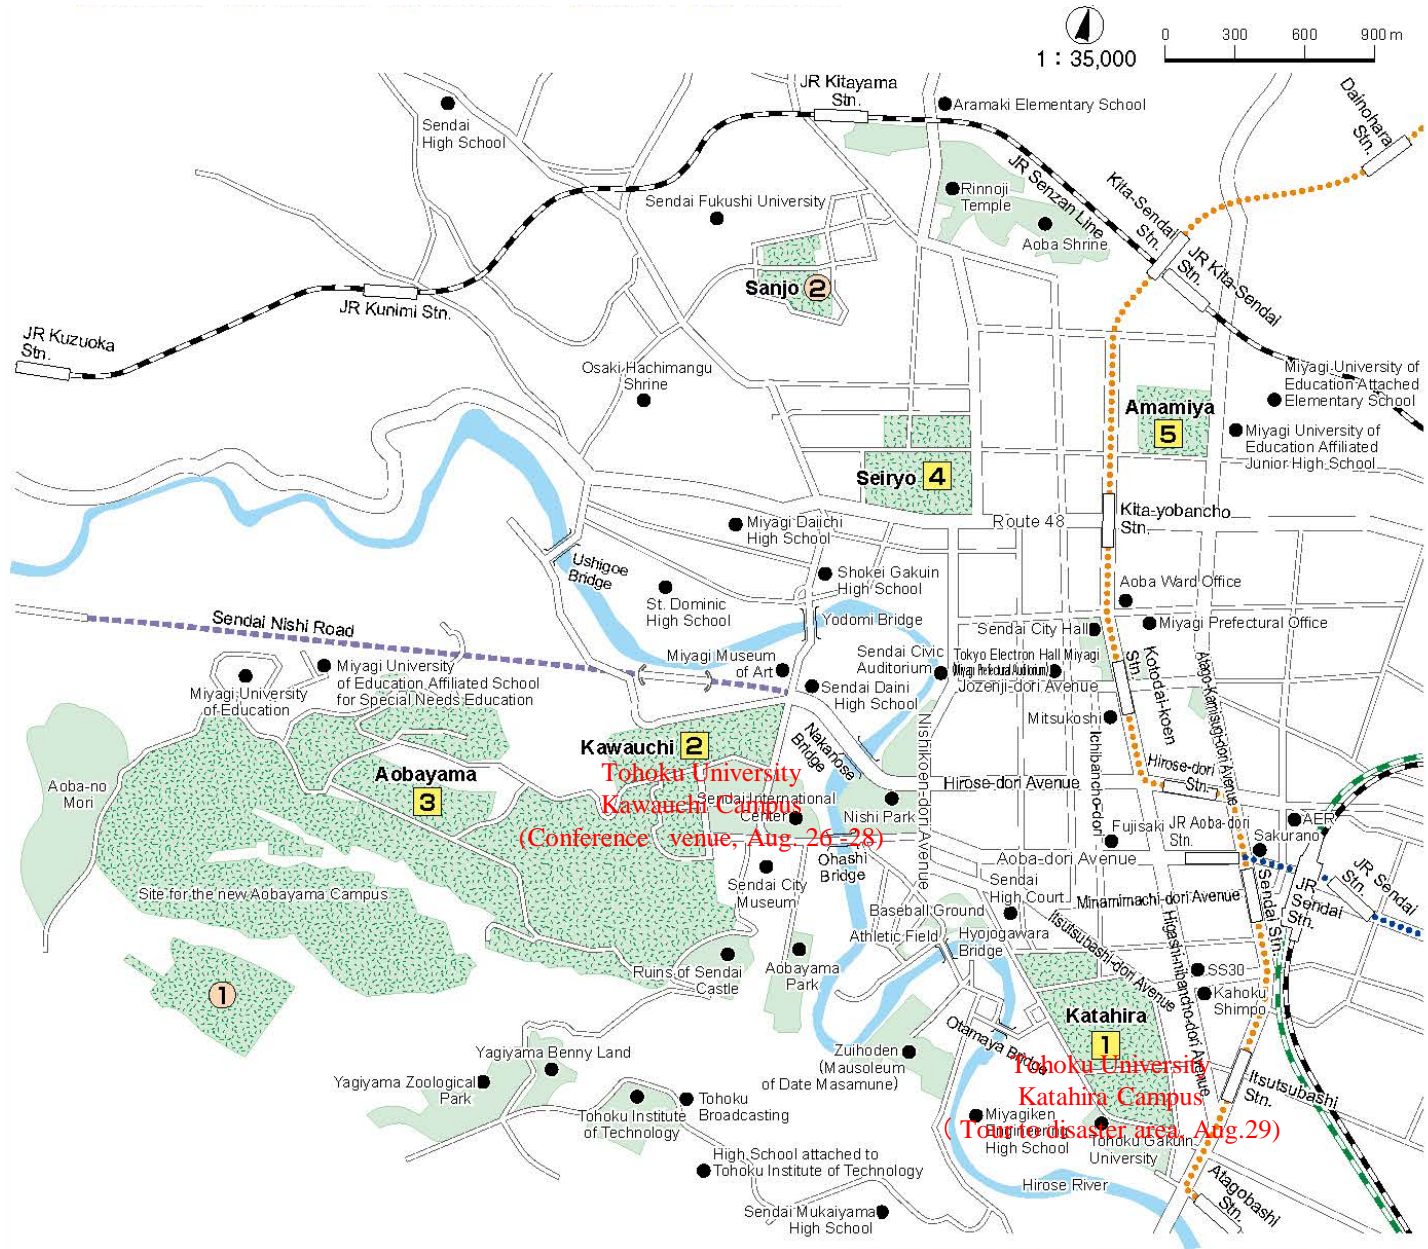 0 300 600 900 m
1 : 35,000
JR Kitayama
Stn.
Aramaki Elementary School
Dainohara
Stn.
Sendai
High School
JR Senzan Line
Rinnoji
Temple
Kita-Sendai
Stn.
Sendai Fukushi University
Aoba Shrine
JR Kita-Sendai
Stn.
Sanjo 2
JR Kunimi Stn.
JR Kuzuoka
Stn.
Osaki Hachimangu
Shrine
Miyagi University of
Education Attached
Elementary School
Amamiya
5
Miyagi University of
Education Affiliated
Junior High School
Seiryo 4
Route 48
Kita-yobancho
Stn.
Miyagi Daiichi
High School
Ushigoe
Bridge
Shokei Gakuin
High School
Aoba Ward Office
St. Dominic
High School
Yodomi Bridge
Sendai City Hall
Miyagi Prefectural Office
Sendai Nishi Road
Miyagi Museum
of Art
Sendai Civic
Auditorium
Tokyo Electron Hall Miyagi
(Miyagi Prefectural Auditorium)
Jozenji-dori Avenue
Kotodai-koen
Stn.
Atago-Kamisugi-dori Avenue
Miyagi University
of Education
Miyagi University
of Education Affiliated School
for Special Needs Education
Sendai Daini
High School
Mitsukoshi
Nishikoen-dori Avenue
Ichibancho-dori
Kawauchi 2
Nakanose
Bridge
Aobayama
3
Tohoku University
Kawauchi Campus
(Conference venue, Aug. 26 -28)
Aoba-no
Mori
Sendai International
Center
Nishi Park
Hirose-dori Avenue
Hirose-dori
Stn.
Fujisaki
JR Aoba-dori
Stn.
AER
Sakurano
Ohashi
Bridge
Aoba-dori Avenue
JR Sendai
Stn.
Sendai City
Museum
Sendai
High Court
Minamimachi-dori Avenue
Sendai Stn.
JR
Sendai
Stn.
Site for the new Aobayama Campus
Baseball Ground
Athletic Field
Hyojogawara
Bridge
Itsutsubashi-dori Avenue
Higashi-nibancho-dori Avenue
Ruins of Sendai
Castle
Aobayama
Park
SS30
Kahoku
Shimpo
1
Katahira
1
Otamaya Bridge
Zuihoden
(Mausoleum
of Date Masamune)
Tohoku University
Katahira Campus
( Tour to disaster area, Aug.29)
Itsutsubashi
Stn.
Yagiyama Benny Land
Yagiyama Zoological
Park
Tohoku Institute
of Technology
Tohoku
Broadcasting
Miyagiken
Engineering
High School
Tohoku Gakuin
University
High School attached to
Tohoku Institute of Technology
Hirose River
Atagobashi
Stn.
Sendai Mukaiyama
High School